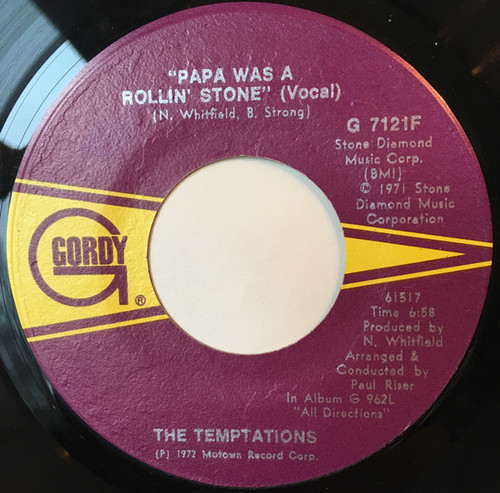 "PAPA WAS A
ROLLIN' STONE" (Vocal)
(N. Whitfield, B. Strong)
G 7121F
Stone Diamond
Music Corp.
(BMI)
© 1971 Stone
Diamond Music
Corporation
G
GORDY
®
61517
Time 6:58
Produced by
N. Whitfield
Arranged &
Conducted by
Paul Riser
In Album G 962L
"All Directions"
THE TEMPTATIONS
(P) 1972 Motown Record Corp.